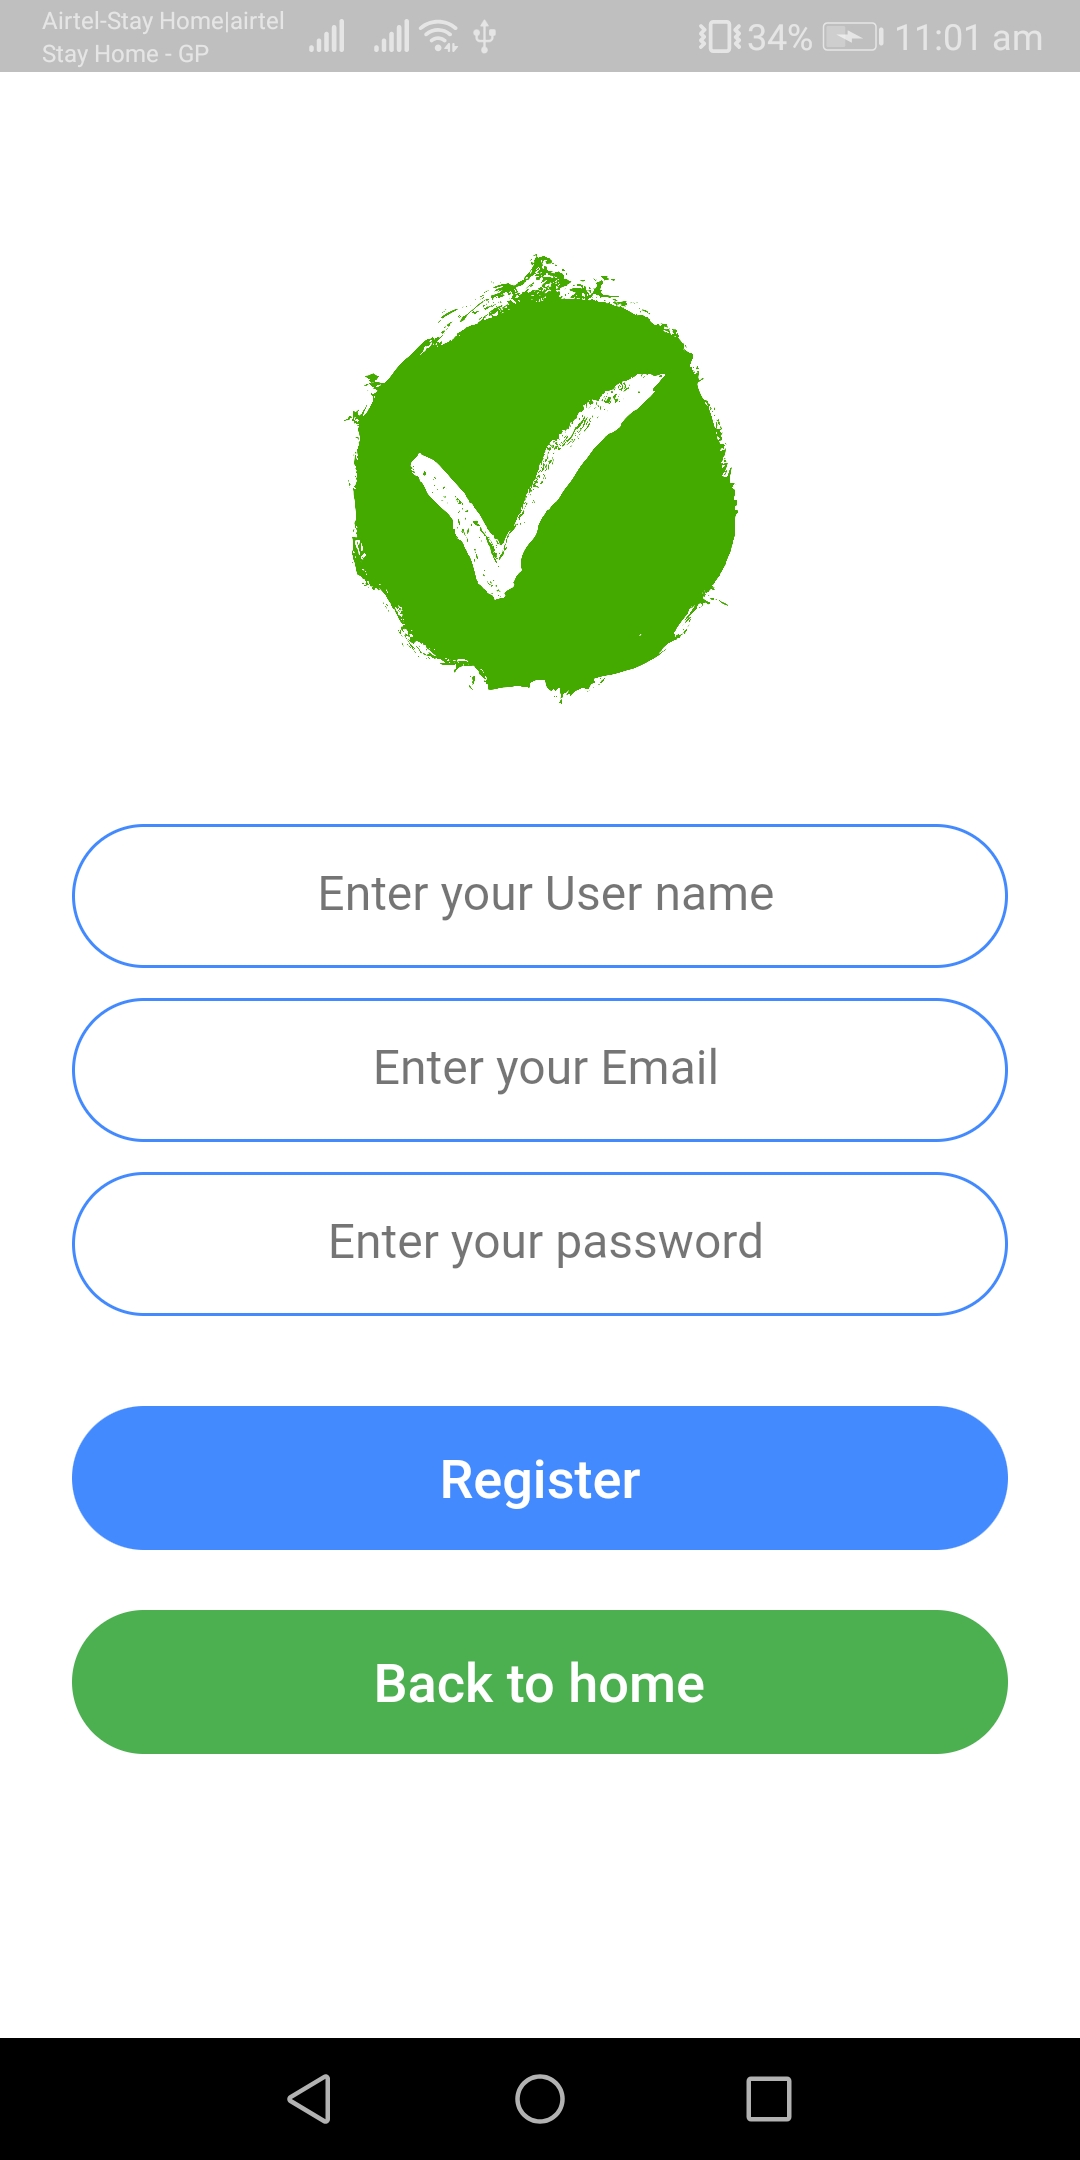 Airtel-Stay Home|airtel
Stay Home - GP
34%
11:01 am
Enter your User name
Enter your Email
Enter your password
Register
Back to home